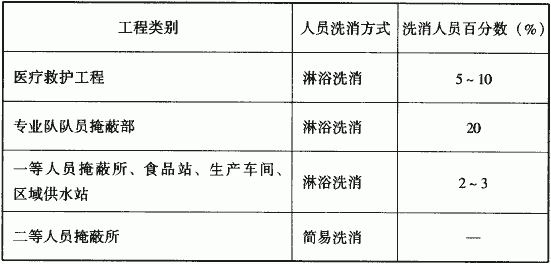 工程类别 人员洗消方式 洗消人员百分数（%）
医疗救护工程 淋浴洗消 5~10
专业队队员掩蔽部 淋浴洗消 20
一等人员掩蔽所、食品站、生产车间、
区域供水站 淋浴洗消 2~3
二等人员掩蔽所 简易洗消 —